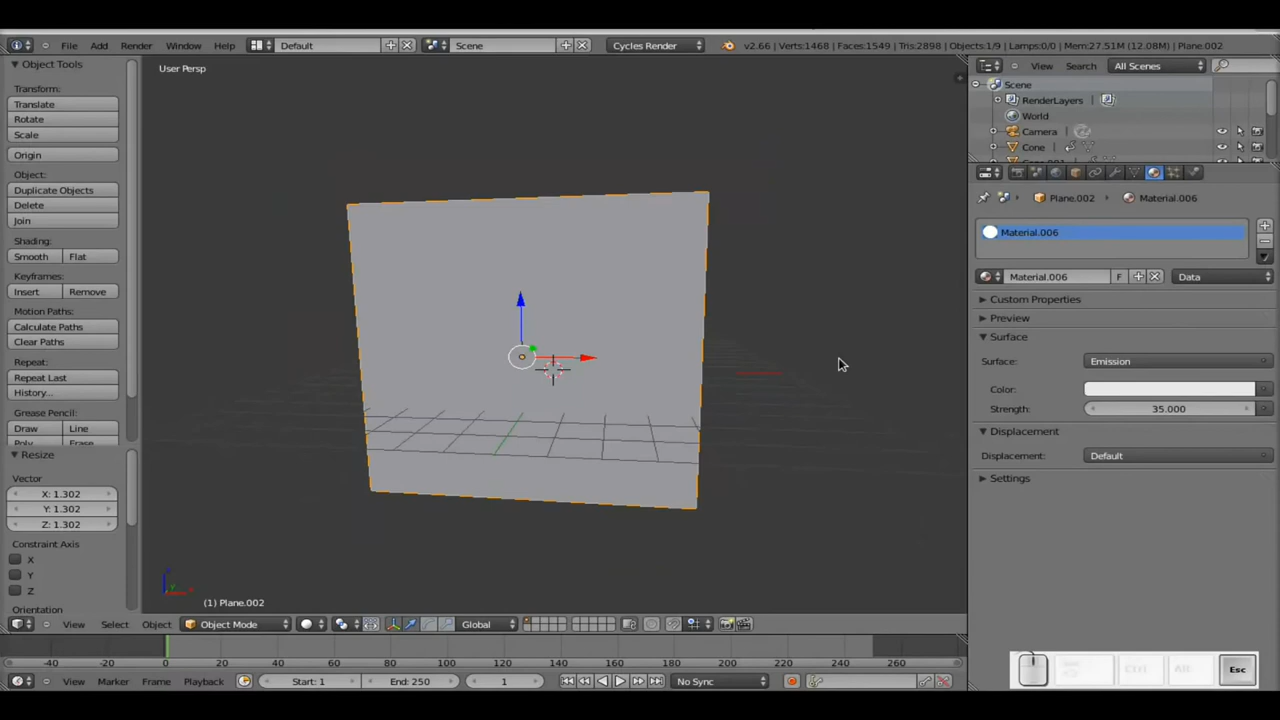 File Add Render Window Help Default Scene Cycles Render v2.66 | Verts:1468 | Faces:1549 | Tris:2898 | Objects:1/9 | Lamps:0/0 | Mem:27.51M (12.08M) | Plane.002
Object Tools
Transform:
Translate
Rotate
Scale
Origin
Object:
Duplicate Objects
Delete
Join
Shading:
Smooth Flat
Keyframes:
Insert Remove
Motion Paths:
Calculate Paths
Clear Paths
Repeat:
Repeat Last
History...
Grease Pencil:
Draw Line
Poly Erase
Resize
Vector
X: 1.302
Y: 1.302
Z: 1.302
Constraint Axis
X
Y
Z
Orientation
User Persp
(1) Plane.002
View Select Object Object Mode Global
-40 -20 0 20 40 60 80 100 120 140 160 180 200 220 240 260
View Marker Frame Playback Start: 1 End: 250 1 No Sync
View Search All Scenes
Scene
RenderLayers
World
Camera
Cone
Plane.002 Material.006
Material.006
Material.006 F Data
Custom Properties
Preview
Surface
Surface: Emission
Color:
Strength: 35.000
Displacement
Displacement: Default
Settings
Ctrl Alt Esc